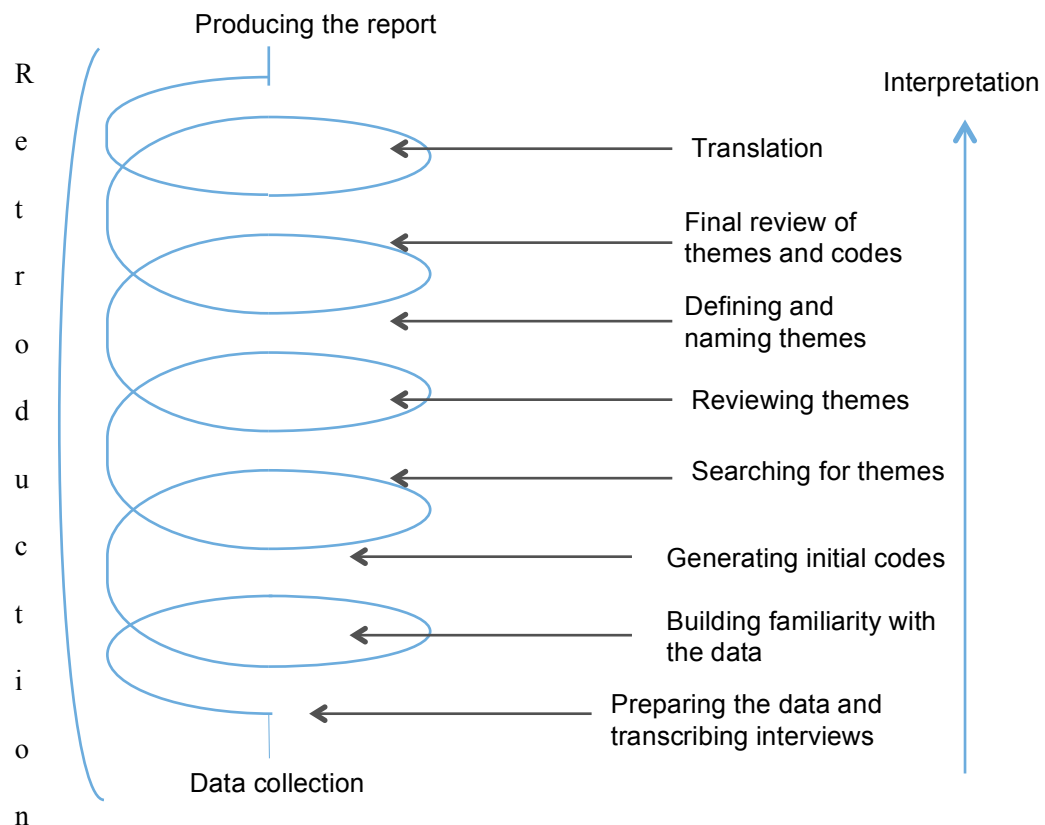 Producing the report
R
e
t
r
o
d
u
c
t
i
o
n
Interpretation
Translation
Final review of
themes and codes
Defining and
naming themes
Reviewing themes
Searching for themes
Generating initial codes
Building familiarity with
the data
Preparing the data and
transcribing interviews
Data collection